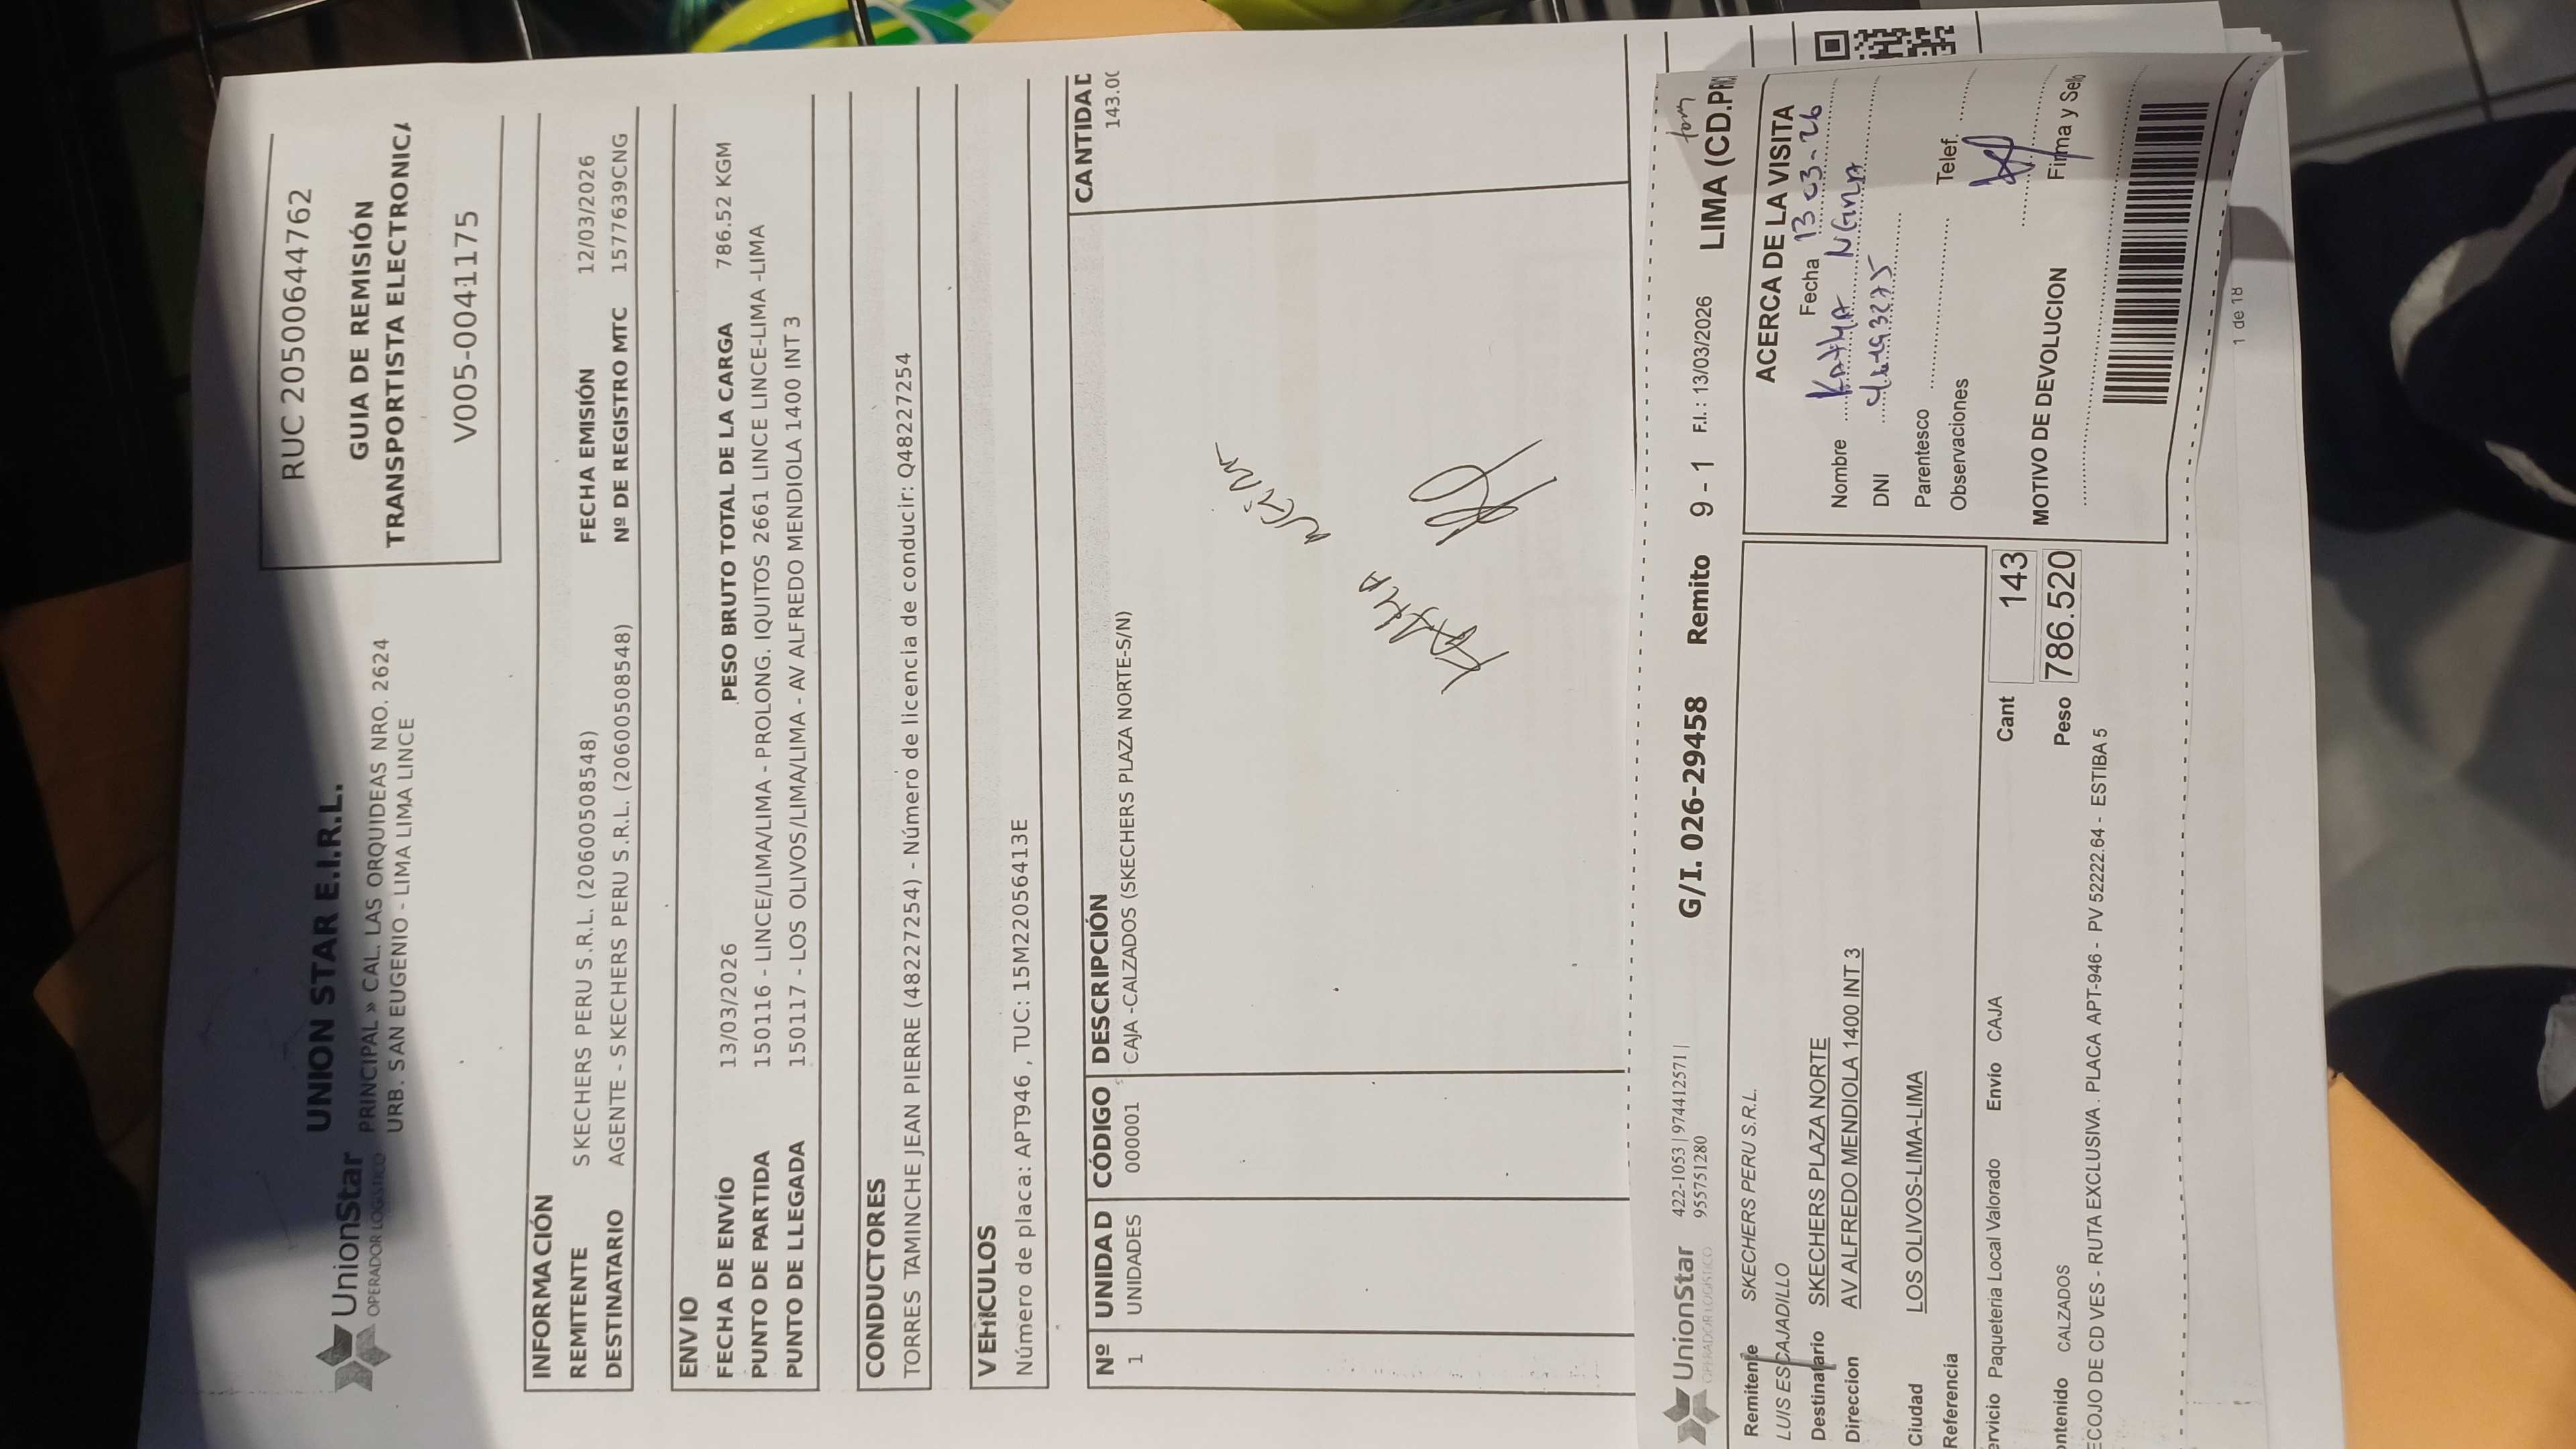 RUC 20500644762
GUIA DE REMISIÓN
TRANSPORTISTA ELECTRONICA
V005-0041175
UnionStar
OPERADOR LOGISTICO
UNION STAR E.I.R.L.
PRINCIPAL » CAL. LAS ORQUIDEAS NRO. 2624
URB. SAN EUGENIO - LIMA LIMA LINCE
INFORMACIÓN
REMITENTE SKECHERS PERU S.R.L. (20600508548) FECHA EMISIÓN 12/03/2026
DESTINATARIO AGENTE - SKECHERS PERU S.R.L. (20600508548) Nº DE REGISTRO MTC 1577639CNG
ENVIO
FECHA DE ENVÍO 13/03/2026 PESO BRUTO TOTAL DE LA CARGA 786.52 KGM
PUNTO DE PARTIDA 150116 - LINCE/LIMA/LIMA - PROLONG. IQUITOS 2661 LINCE LINCE-LIMA -LIMA
PUNTO DE LLEGADA 150117 - LOS OLIVOS/LIMA/LIMA - AV ALFREDO MENDIOLA 1400 INT 3
CONDUCTORES
TORRES TAMINCHE JEAN PIERRE (48227254) - Número de licencia de conducir: Q48227254
VEHICULOS
Número de placa: APT946 , TUC: 15M22056413E
Nº UNIDAD CÓDIGO DESCRIPCIÓN CANTIDAD
1 UNIDADES 000001 CAJA -CALZADOS (SKECHERS PLAZA NORTE-S/N) 143.00
UnionStar
OPERADOR LOGISTICO
422-1053 | 974412571 |
955751280
G/I. 026-29458 Remito 9 - 1 F.I.: 13/03/2026 LIMA (CD.PRI
Remitente SKECHERS PERU S.R.L.
LUIS ESCAJADILLO
Destinatario SKECHERS PLAZA NORTE
Direccion AV ALFREDO MENDIOLA 1400 INT 3
Ciudad LOS OLIVOS-LIMA-LIMA
Referencia
ervicio Paqueteria Local Valorado Envio CAJA Cant 143
ontenido CALZADOS Peso 786.520
ECOJO DE CD VES - RUTA EXCLUSIVA . PLACA APT-946 - PV 52222.64 - ESTIBA 5
ACERCA DE LA VISITA
Fecha 13-03-26
Nombre
DNI
Parentesco Telef.
Observaciones
Firma y Sello
MOTIVO DE DEVOLUCION
1 de 18